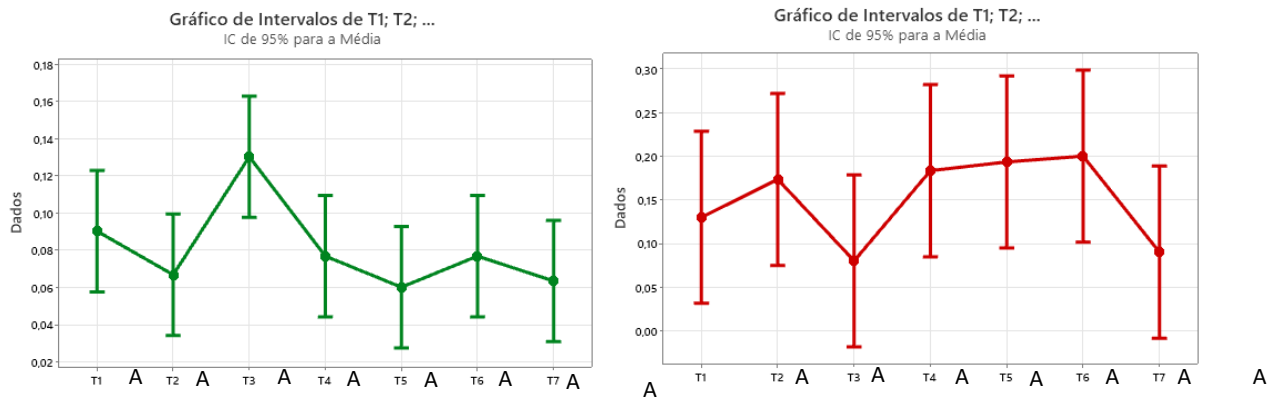 Gráfico de Intervalos de T1; T2; ...
IC de 95% para a Média
Dados
0,18
0,16
0,14
0,12
0,10
0,08
0,06
0,04
0,02
T1 A T2 A T3 A T4 A T5 A T6 A T7 A
Gráfico de Intervalos de T1; T2; ...
IC de 95% para a Média
Dados
0,30
0,25
0,20
0,15
0,10
0,05
0,00
A T1 T2 A T3 A T4 A T5 A T6 A T7 A A